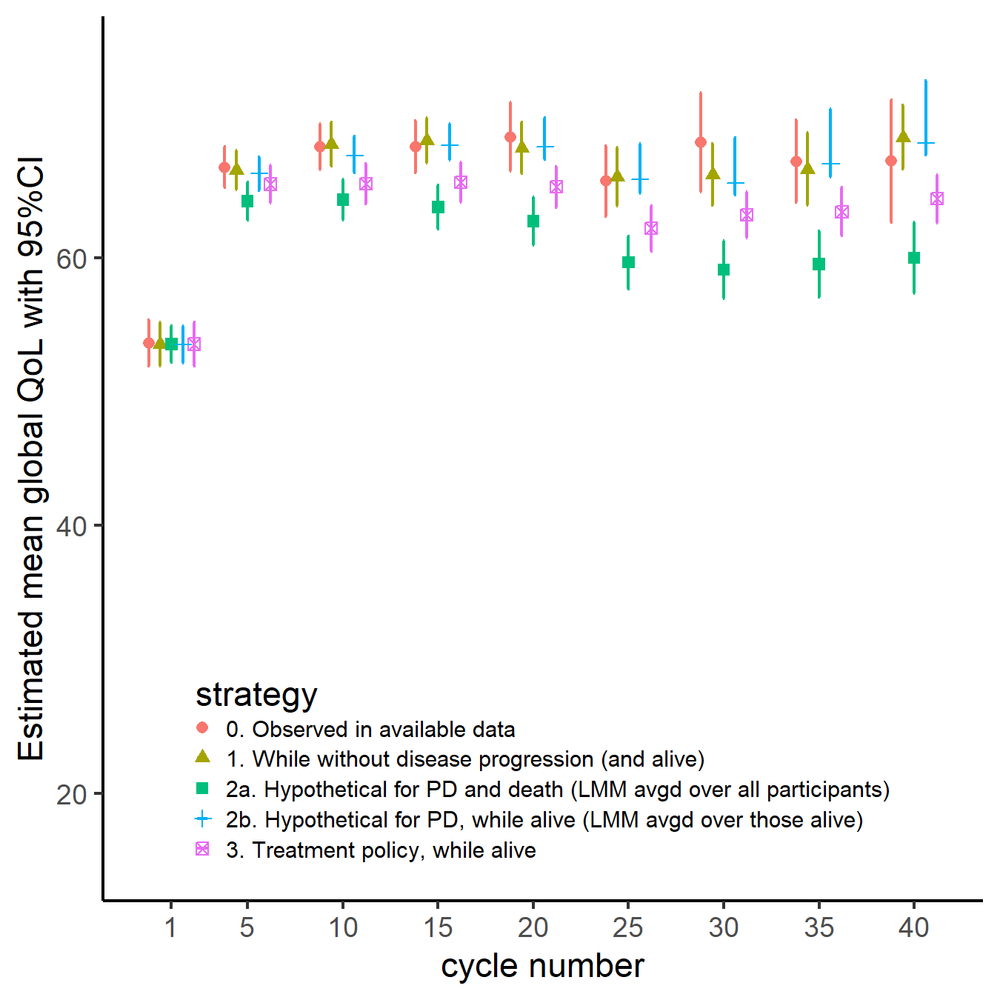 Estimated mean global QoL with 95%CI
60
40
20
strategy
0. Observed in available data
1. While without disease progression (and alive)
2a. Hypothetical for PD and death (LMM avgd over all participants)
2b. Hypothetical for PD, while alive (LMM avgd over those alive)
3. Treatment policy, while alive
1 5 10 15 20 25 30 35 40
cycle number